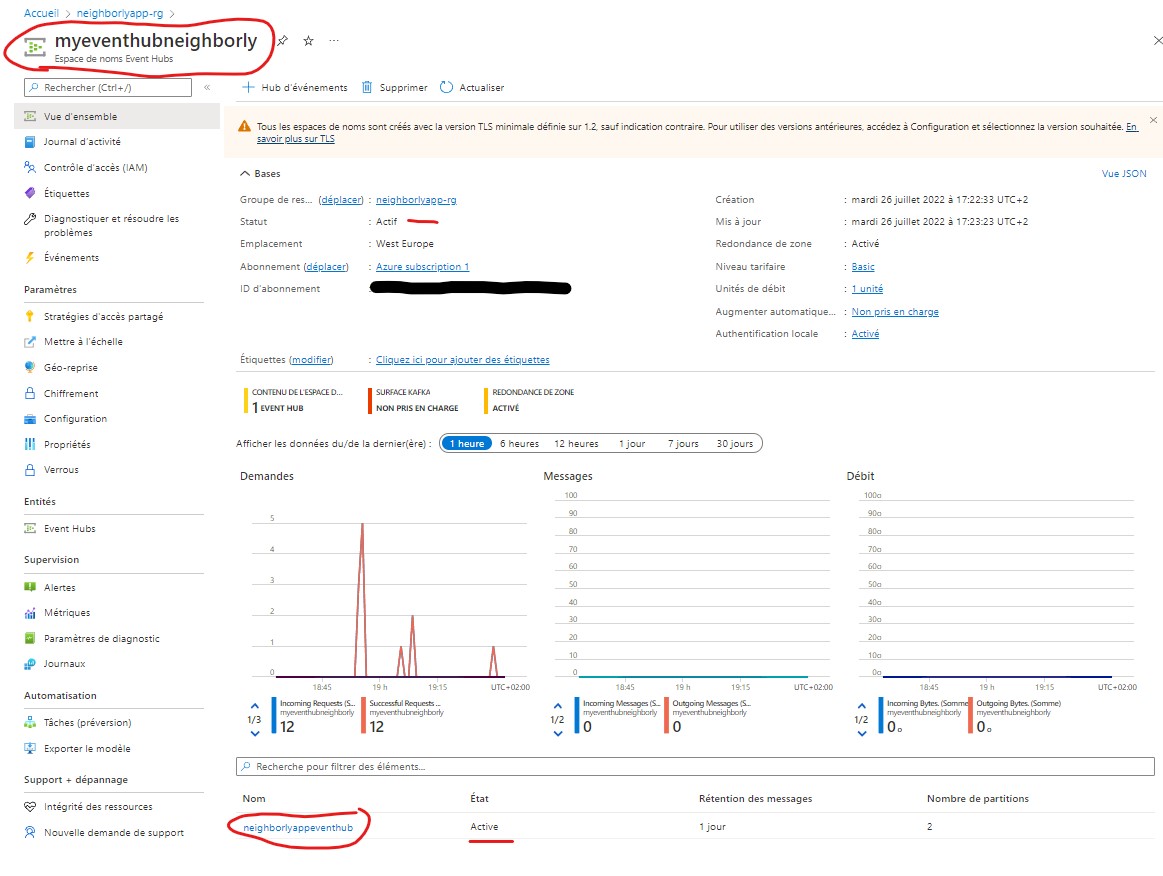 Accueil > neighborlyapp-rg >
myeventhubneighborly
Espace de noms Event Hubs
Rechercher (Ctrl+/)
Vue d'ensemble
Journal d'activité
Contrôle d'accès (IAM)
Étiquettes
Diagnostiquer et résoudre les
problèmes
Événements
Paramètres
Stratégies d'accès partagé
Mettre à l'échelle
Géo-reprise
Chiffrement
Configuration
Propriétés
Verrous
Entités
Event Hubs
Supervision
Alertes
Métriques
Paramètres de diagnostic
Journaux
Automatisation
Tâches (préversion)
Exporter le modèle
Support + dépannage
Intégrité des ressources
Nouvelle demande de support
Hub d'événements Supprimer Actualiser
Tous les espaces de noms sont créés avec la version TLS minimale définie sur 1.2, sauf indication contraire. Pour utiliser des versions antérieures, accédez à Configuration et sélectionnez la version souhaitée. En
savoir plus sur TLS
Bases
Vue JSON
Groupe de res... (déplacer) : neighborlyapp-rg
Statut : Actif
Emplacement : West Europe
Abonnement (déplacer) : Azure subscription 1
ID d'abonnement :
Création : mardi 26 juillet 2022 à 17:22:33 UTC+2
Mis à jour : mardi 26 juillet 2022 à 17:23:23 UTC+2
Redondance de zone : Activé
Niveau tarifaire : Basic
Unités de débit : 1 unité
Augmenter automatique... : Non pris en charge
Authentification locale : Activé
Étiquettes (modifier) : Cliquez ici pour ajouter des étiquettes
CONTENU DE L'ESPACE D...
1 EVENT HUB
SURFACE KAFKA
NON PRIS EN CHARGE
REDONDANCE DE ZONE
ACTIVÉ
Afficher les données du/de la dernier(ère) : 1 heure 6 heures 12 heures 1 jour 7 jours 30 jours
Demandes
5
4
3
2
1
0
18:45 19 h 19:15 UTC+02:00
1/3
Incoming Requests (S...
myeventhubneighborly
12
Successful Requests ...
myeventhubneighborly
12
Messages
100
90
80
70
60
50
40
30
20
10
0
18:45 19 h 19:15 UTC+02:00
1/2
Incoming Messages (S...
myeventhubneighborly
0
Outgoing Messages (S...
myeventhubneighborly
0
Débit
100o
90o
80o
70o
60o
50o
40o
30o
20o
10o
0o
18:45 19 h 19:15 UTC+02:00
1/2
Incoming Bytes. (Somme)
myeventhubneighborly
0 o
Outgoing Bytes. (Somme)
myeventhubneighborly
0 o
Recherche pour filtrer des éléments...
Nom État Rétention des messages Nombre de partitions
neighborlyappeventhub Active 1 jour 2